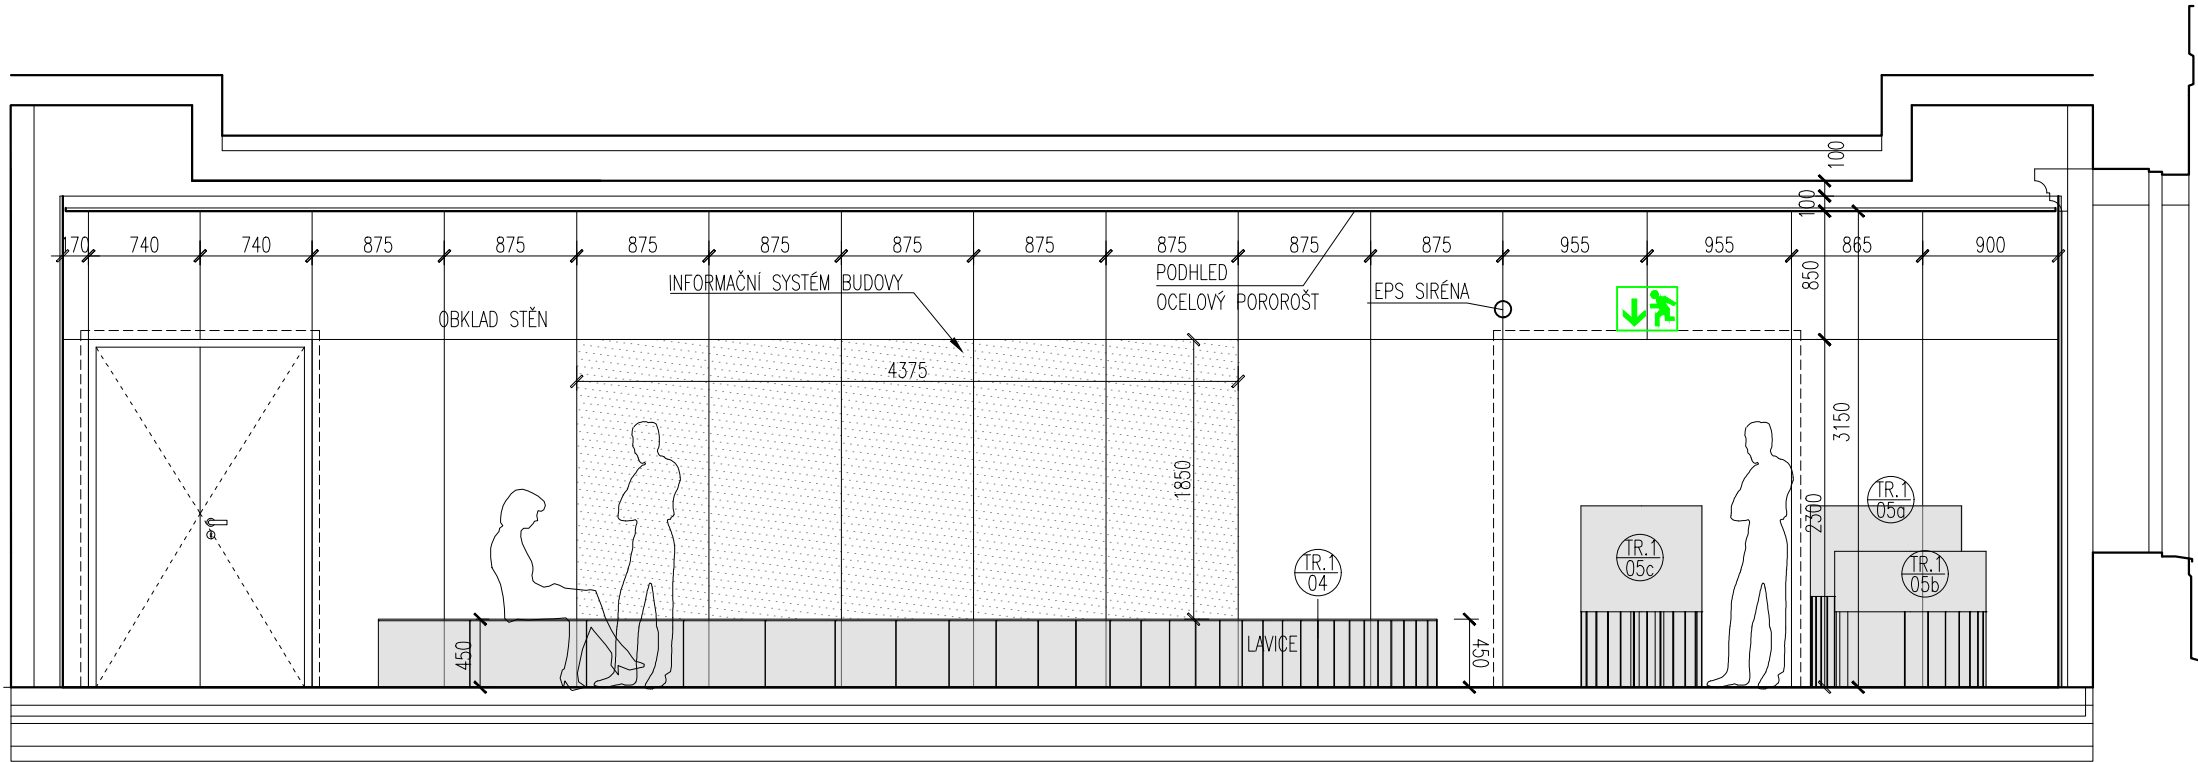 100
100
170
740
740
875
875
875
875
875
875
875
875
875
955
955
865
900
INFORMAČNÍ SYSTÉM BUDOVY
PODHLED
OCELOVÝ POROROŠT
EPS SIRÉNA
850
OBKLAD STĚN
4375
3150
1850
2300
TR.1
05a
TR.1
05c
TR.1
04
TR.1
05b
450
LAVICE
450